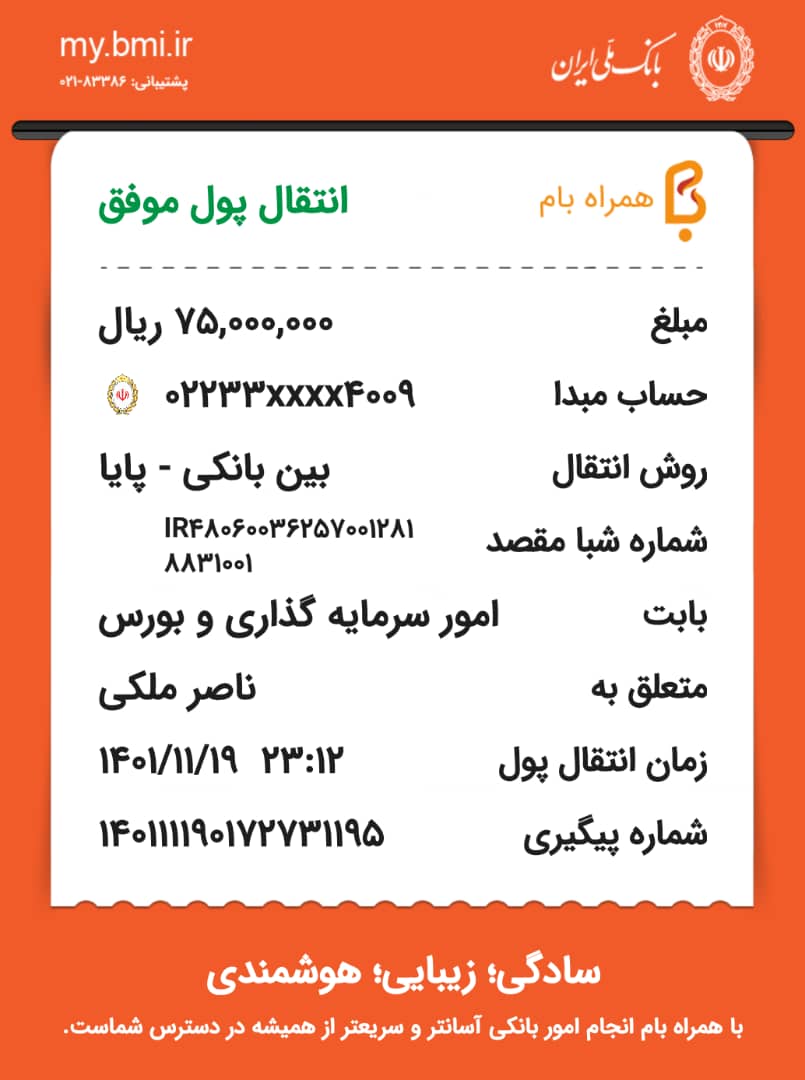 my.bmi.ir
پشتیبانی: ۸۳۳۸۶-۰۲۱
بانک ملی ایران
همراه بام
انتقال پول موفق
مبلغ ۷۵,۰۰۰,۰۰۰ ریال
حساب مبدا ۰۲۲۳۳xxxx۴۰۰۹
روش انتقال بین بانکی - پایا
شماره شبا مقصد IR۴۸۰۶۰۰۳۶۲۵۷۰۰۱۲۸۱
۸۸۳۱۰۰۱
بابت امور سرمایه گذاری و بورس
متعلق به ناصر ملکی
زمان انتقال پول ۱۴۰۱/۱۱/۱۹ ۲۳:۱۲
شماره پیگیری ۱۴۰۱۱۱۱۹۰۱۷۲۷۳۱۱۹۵
سادگی؛ زیبایی؛ هوشمندی
با همراه بام انجام امور بانکی آسانتر و سریعتر از همیشه در دسترس شماست.